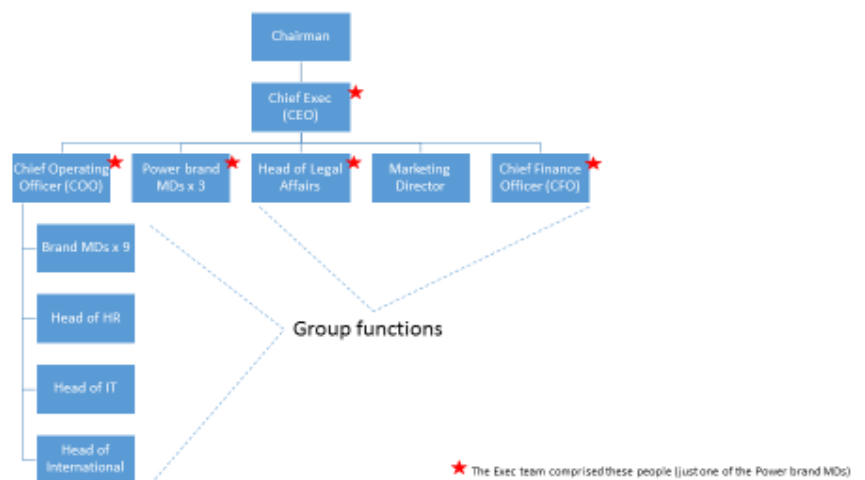 Chairman
Chief Exec
(CEO)
Chief Operating
Officer (COO)
Power brand
MDs x 3
Head of Legal
Affairs
Marketing
Director
Chief Finance
Officer (CFO)
Brand MDs x 9
Head of HR
Head of IT
Head of
International
Group functions
The Exec team comprised these people (just one of the Power brand MDs)